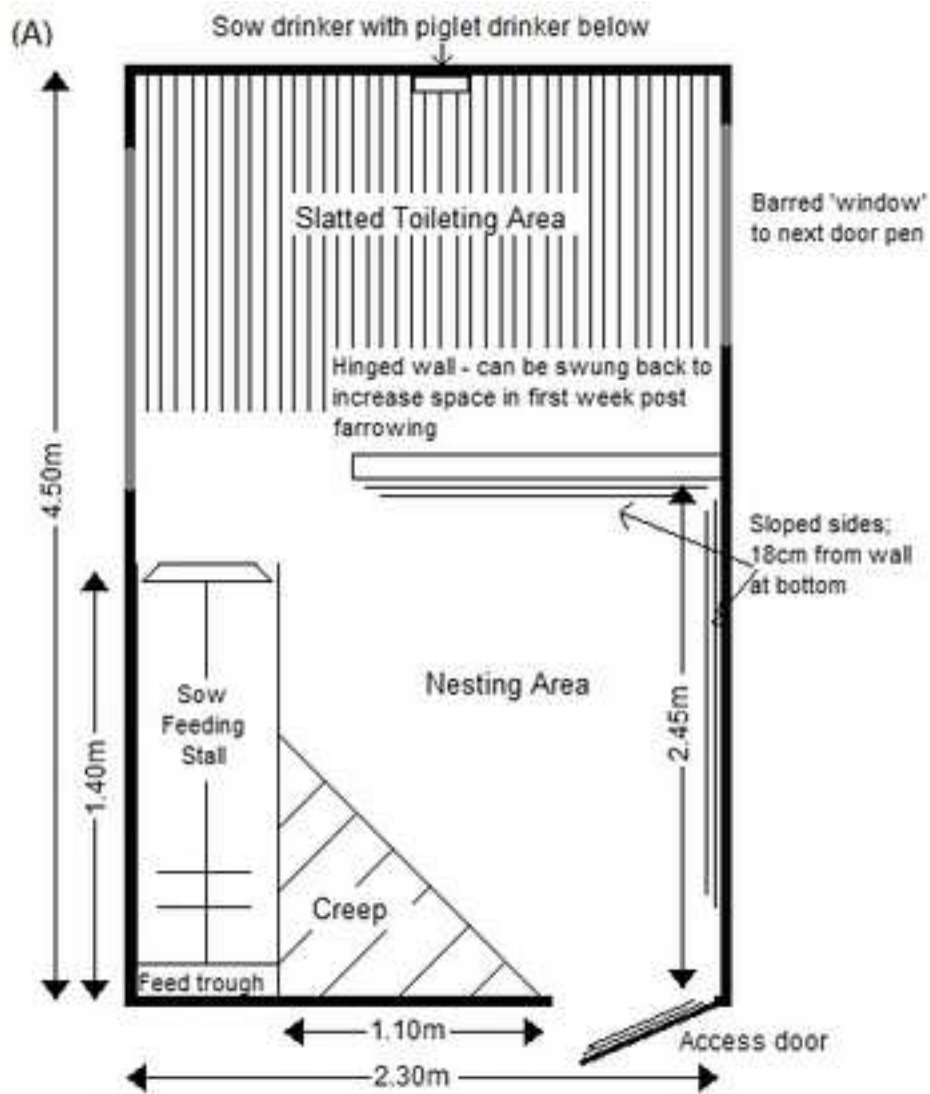 (A)
Sow drinker with piglet drinker below
Slatted Toileting Area
Barred 'window'
to next door pen
Hinged wall - can be swung back to
increase space in first week post
farrowing
4.50m
Sloped sides;
18cm from wall
at bottom
Nesting Area
Sow
Feeding
Stall
2.45m
1.40m
Creep
Feed trough
1.10m
Access door
2.30m